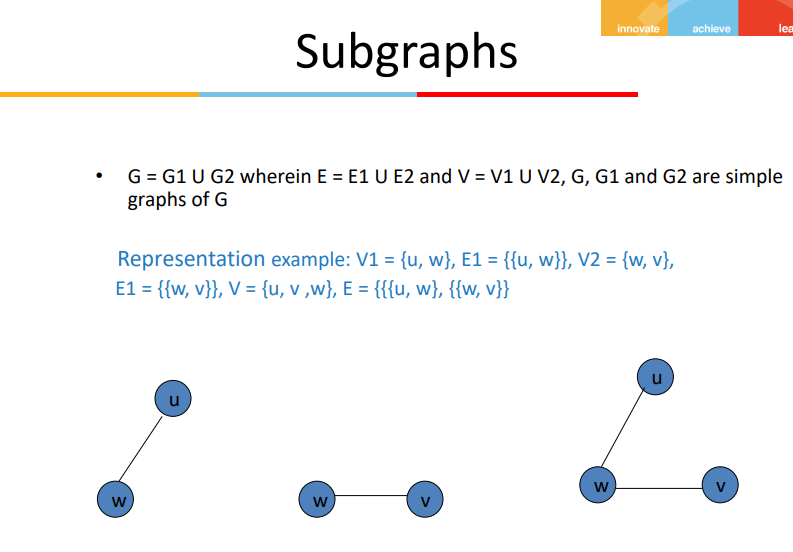 innovate achieve lea
Subgraphs
• G = G1 U G2 wherein E = E1 U E2 and V = V1 U V2, G, G1 and G2 are simple
graphs of G
Representation example: V1 = {u, w}, E1 = {{u, w}}, V2 = {w, v},
E1 = {{w, v}}, V = {u, v ,w}, E = {{{u, w}, {{w, v}}
u
w
w v
u
w v